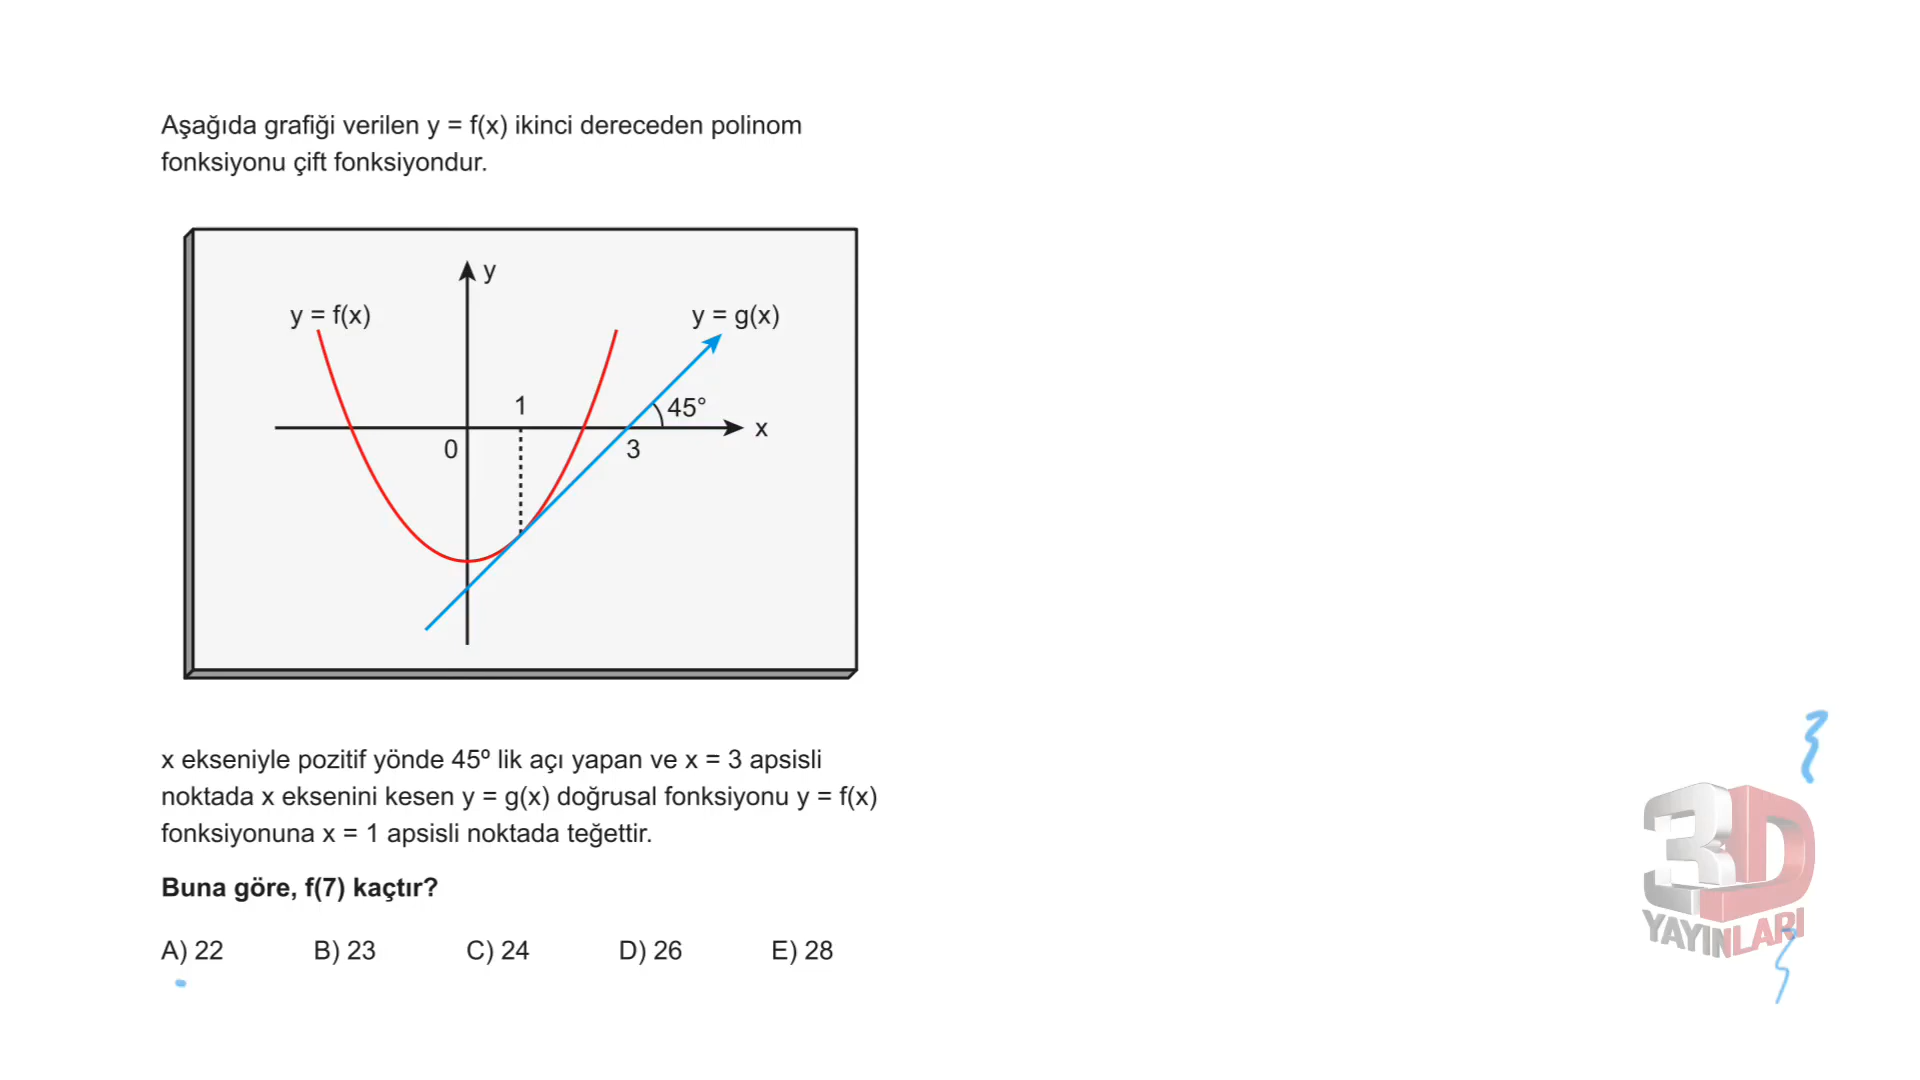 Aşağıda grafiği verilen y = f(x) ikinci dereceden polinom
fonksiyonu çift fonksiyondur.
y
y = f(x)
y = g(x)
1
45°
x
0
3
x ekseniyle pozitif yönde 45º lik açı yapan ve x = 3 apsisli
noktada x eksenini kesen y = g(x) doğrusal fonksiyonu y = f(x)
fonksiyonuna x = 1 apsisli noktada teğettir.
Buna göre, f(7) kaçtır?
A) 22 B) 23 C) 24 D) 26 E) 28
3D
YAYINLARI